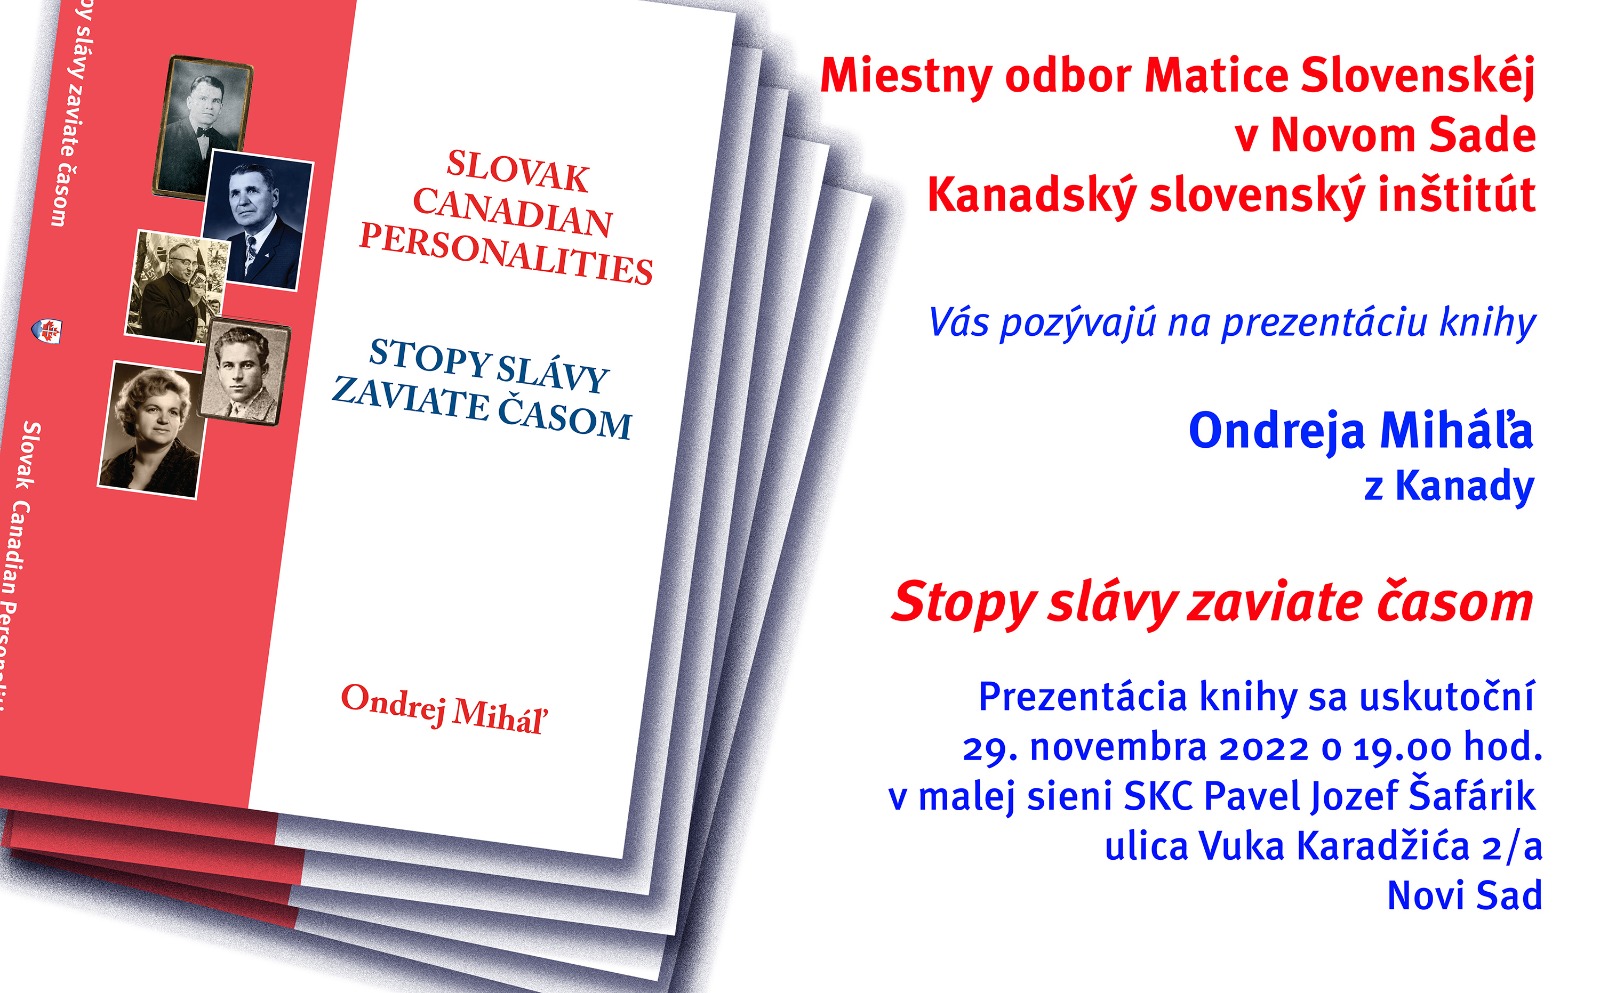 py slávy zaviate časom
Slovak Canadian Personaliti
SLOVAK
CANADIAN
PERSONALITIES
STOPY SLÁVY
ZAVIATE ČASOM
Ondrej Miháľ
Miestny odbor Matice Slovenskéj
v Novom Sade
Kanadský slovenský inštitút
Vás pozývajú na prezentáciu knihy
Ondreja Miháľa
z Kanady
Stopy slávy zaviate časom
Prezentácia knihy sa uskutoční
29. novembra 2022 o 19.00 hod.
v malej sieni SKC Pavel Jozef Šafárik
ulica Vuka Karadžića 2/a
Novi Sad